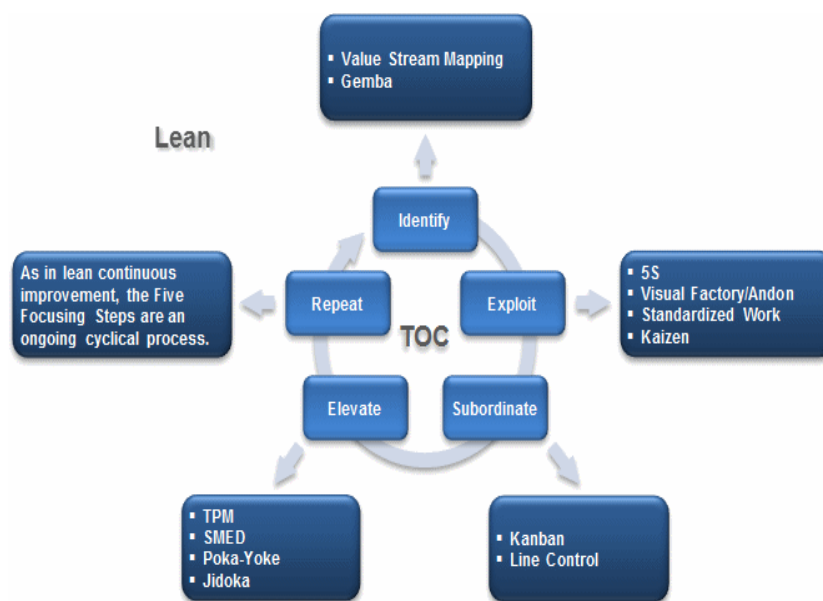 Value Stream Mapping
Gemba
Lean
Identify
As in lean continuous
improvement, the Five
Focusing Steps are an
ongoing cyclical process.
Repeat
Exploit
5S
Visual Factory/Andon
Standardized Work
Kaizen
TOC
Elevate
Subordinate
TPM
SMED
Poka-Yoke
Jidoka
Kanban
Line Control